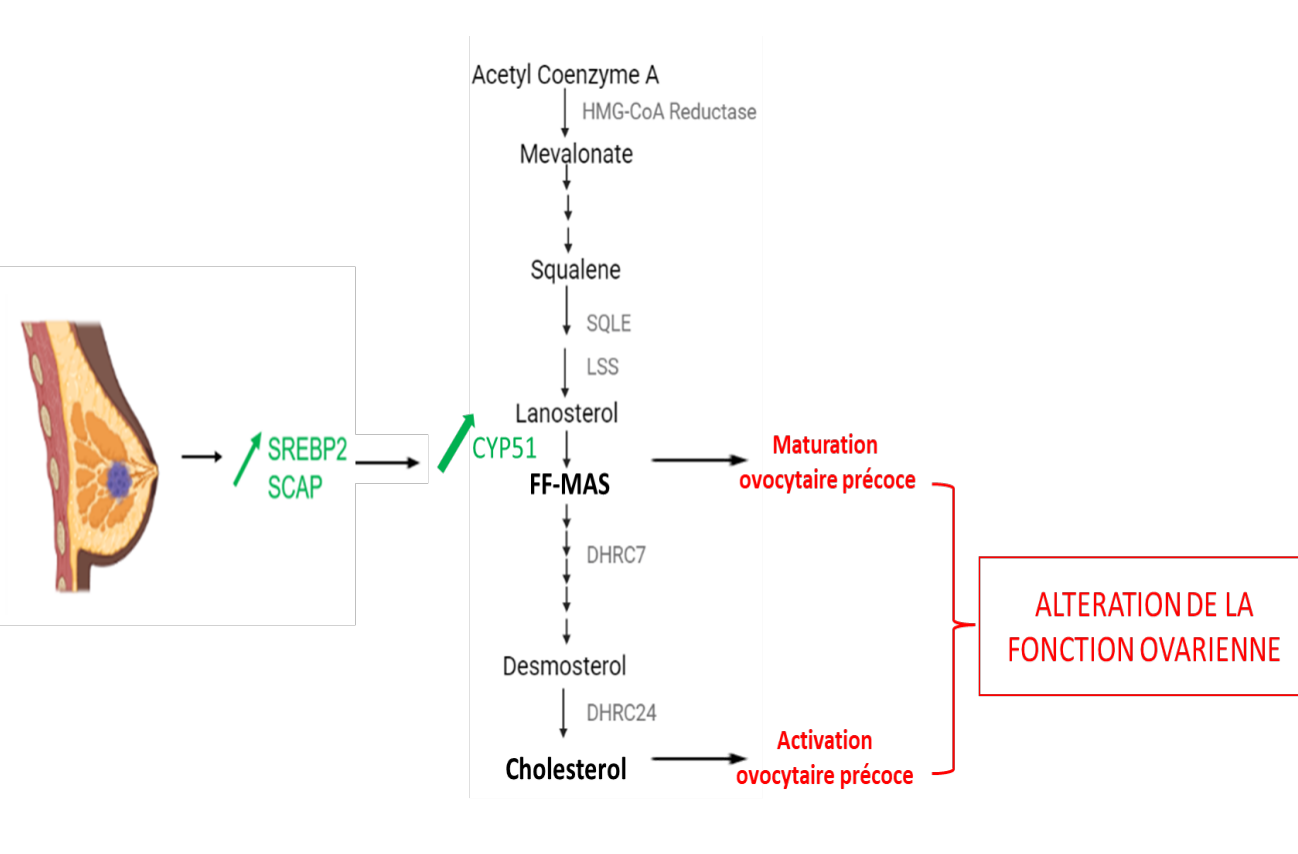 Acetyl Coenzyme A
HMG-CoA Reductase
Mevalonate
Squalene
SQLE
LSS
Lanosterol
SREBP2
SCAP
CYP51
FF-MAS
Maturation
ovocytaire précoce
DHRC7
ALTERATION DE LA
FONCTION OVARIENNE
Desmosterol
DHRC24
Cholesterol
Activation
ovocytaire précoce